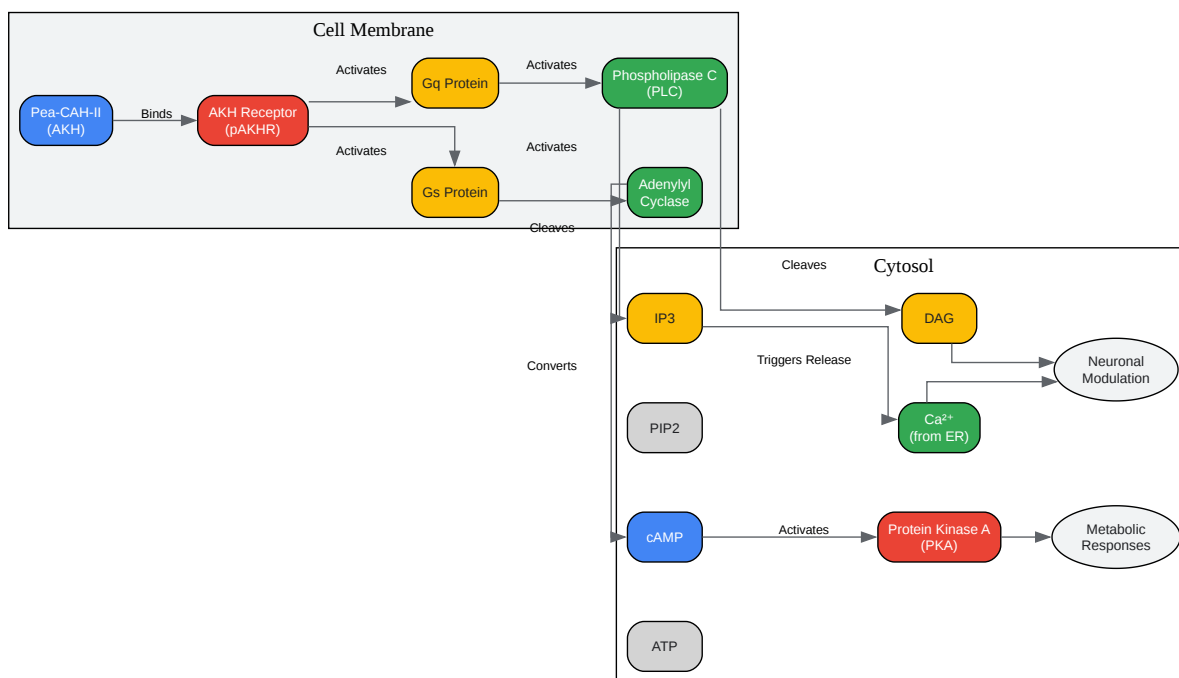 Cell Membrane
Activates
Activates
Gq Protein
Phospholipase C
(PLC)
Pea-CAH-II
(AKH)
Binds
AKH Receptor
(pAKHR)
Activates
Activates
Gs Protein
Adenylyl
Cyclase
Cleaves
Cytosol
Cleaves
IP3
DAG
Triggers Release
Converts
Neuronal
Modulation
PIP2
Ca²⁺
(from ER)
cAMP
Activates
Protein Kinase A
(PKA)
Metabolic
Responses
ATP